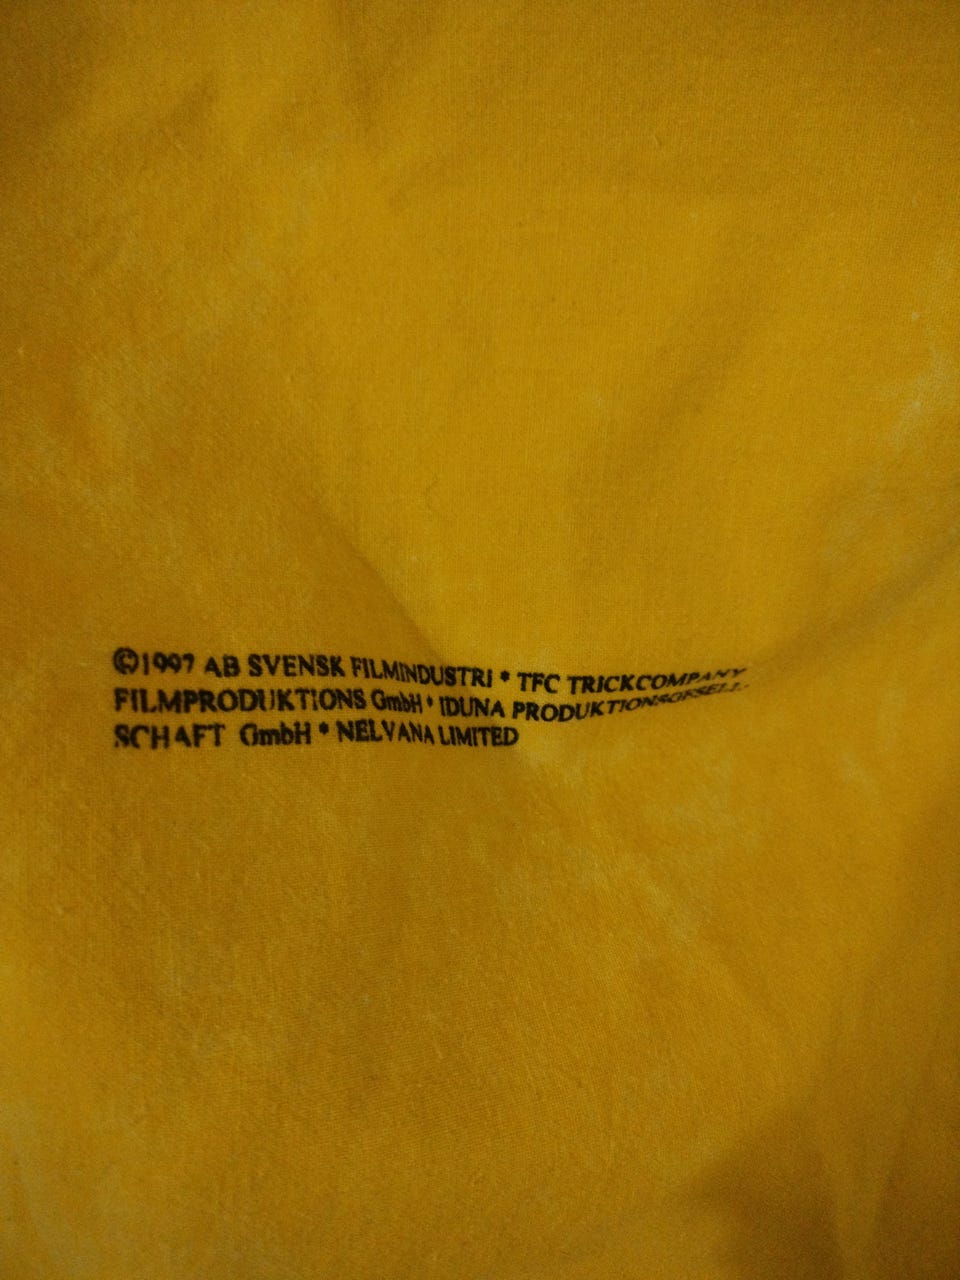 ©1997 AB SVENSK FILMINDUSTRI * TFC TRICKCOMPANY
FILMPRODUKTIONS GmbH * IDUNA PRODUKTIONSGESELL-
SCHAFT GmbH * NELVANA LIMITED